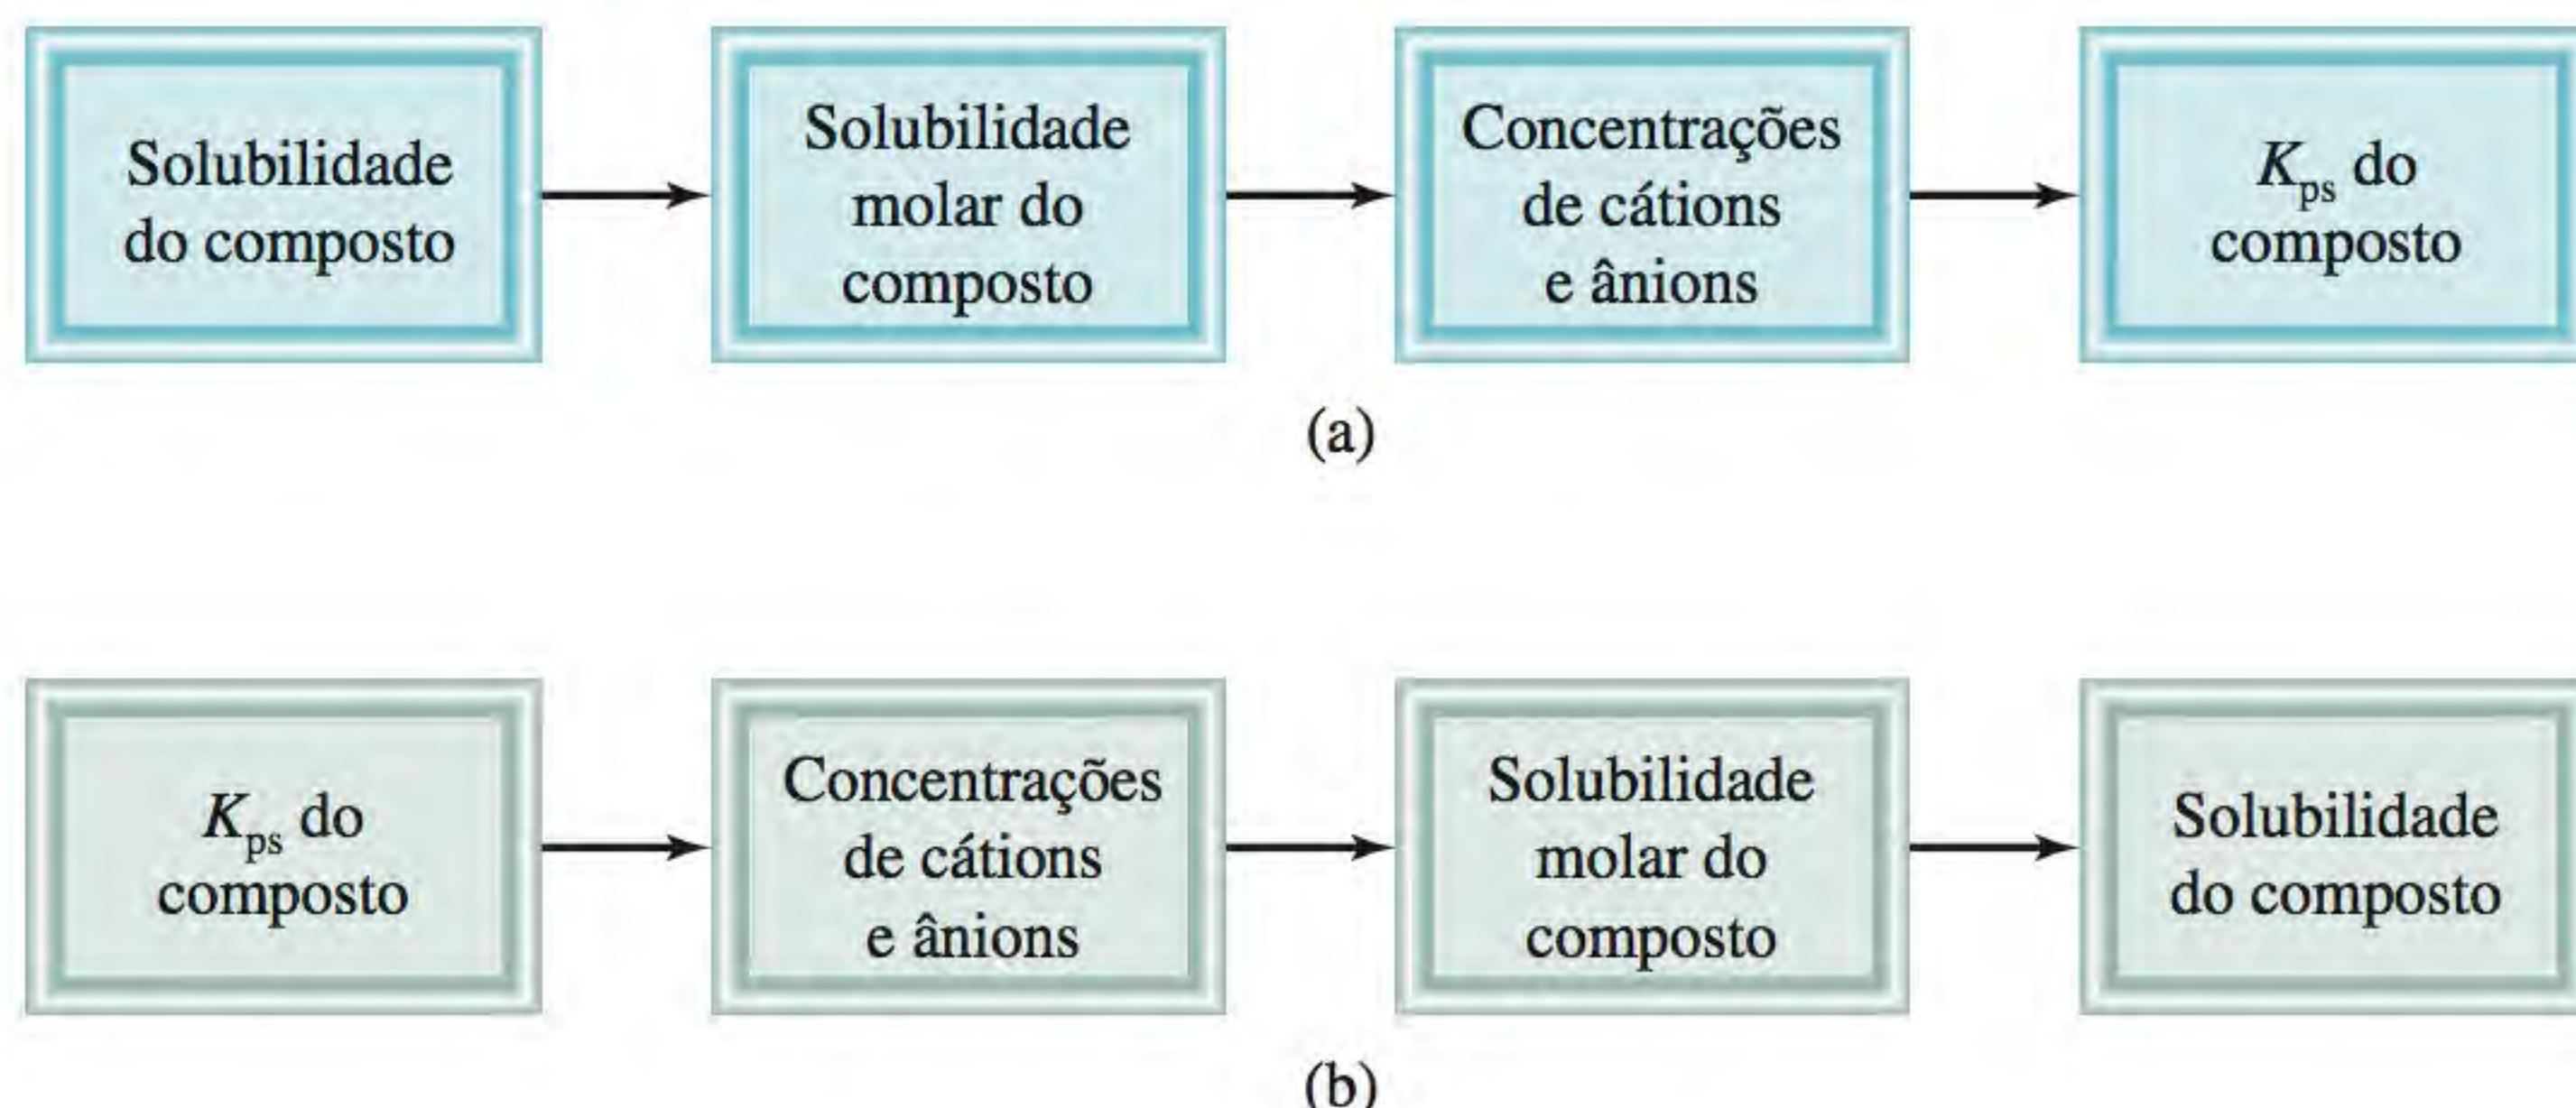 Solubilidade
do composto
Solubilidade
molar do
composto
Concentrações
de cátions
e ânions
Kps do
composto
(a)
Kps do
composto
Concentrações
de cátions
e ânions
Solubilidade
molar do
composto
Solubilidade
do composto
(b)